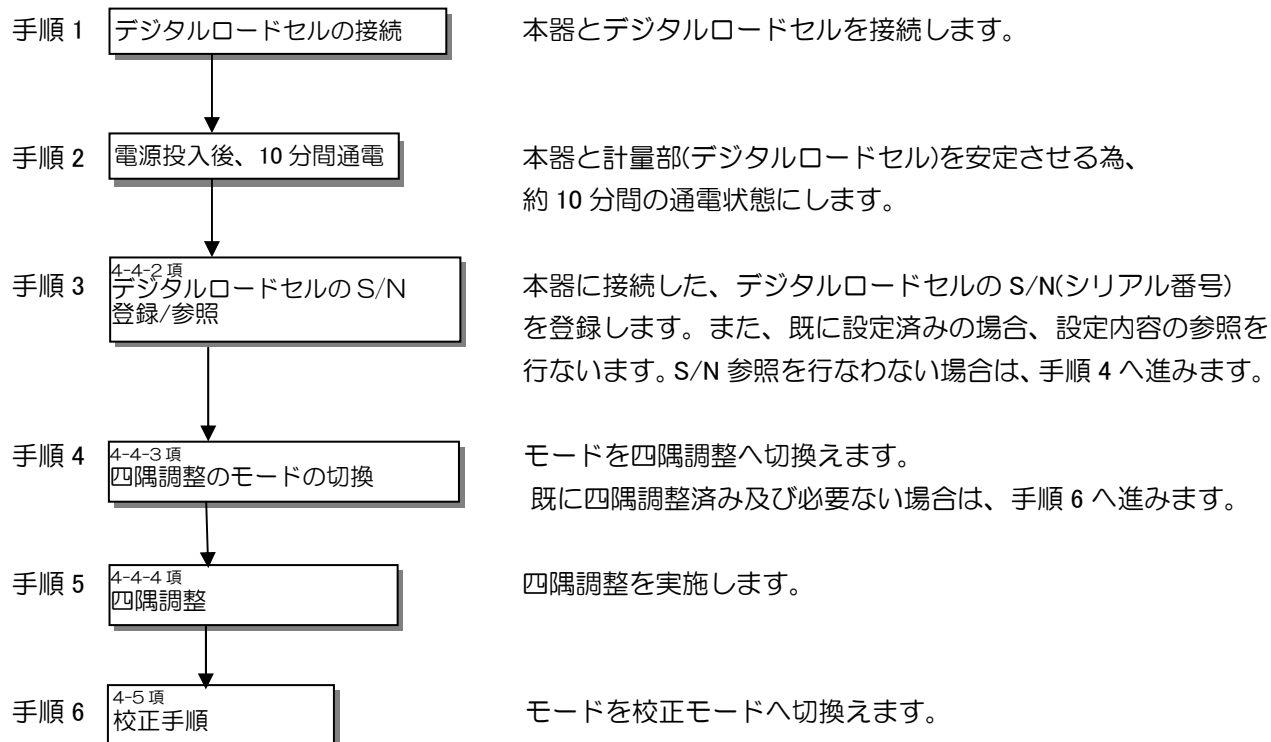 手順 1 デジタルロードセルの接続 本器とデジタルロードセルを接続します。
手順 2 電源投入後、10 分間通電 本器と計量部(デジタルロードセル)を安定させる為、
約 10 分間の通電状態にします。
4-4-2 項
手順 3 デジタルロードセルの S/N 本器に接続した、デジタルロードセルの S/N(シリアル番号)
登録/参照 を登録します。また、既に設定済みの場合、設定内容の参照を
行ないます。S/N 参照を行なわない場合は、手順 4 へ進みます。
4-4-3 項
手順 4 四隅調整のモードの切換 モードを四隅調整へ切換えます。
既に四隅調整済み及び必要ない場合は、手順 6 へ進みます。
4-4-4 項
手順 5 四隅調整 四隅調整を実施します。
4-5 項
手順 6 校正手順 モードを校正モードへ切換えます。